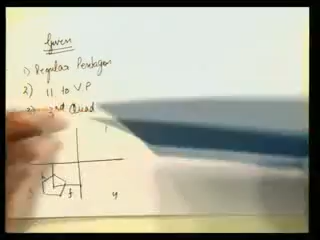 Given
1) Regular Pentagon
2) 11 to V P
3) 3rd Quad